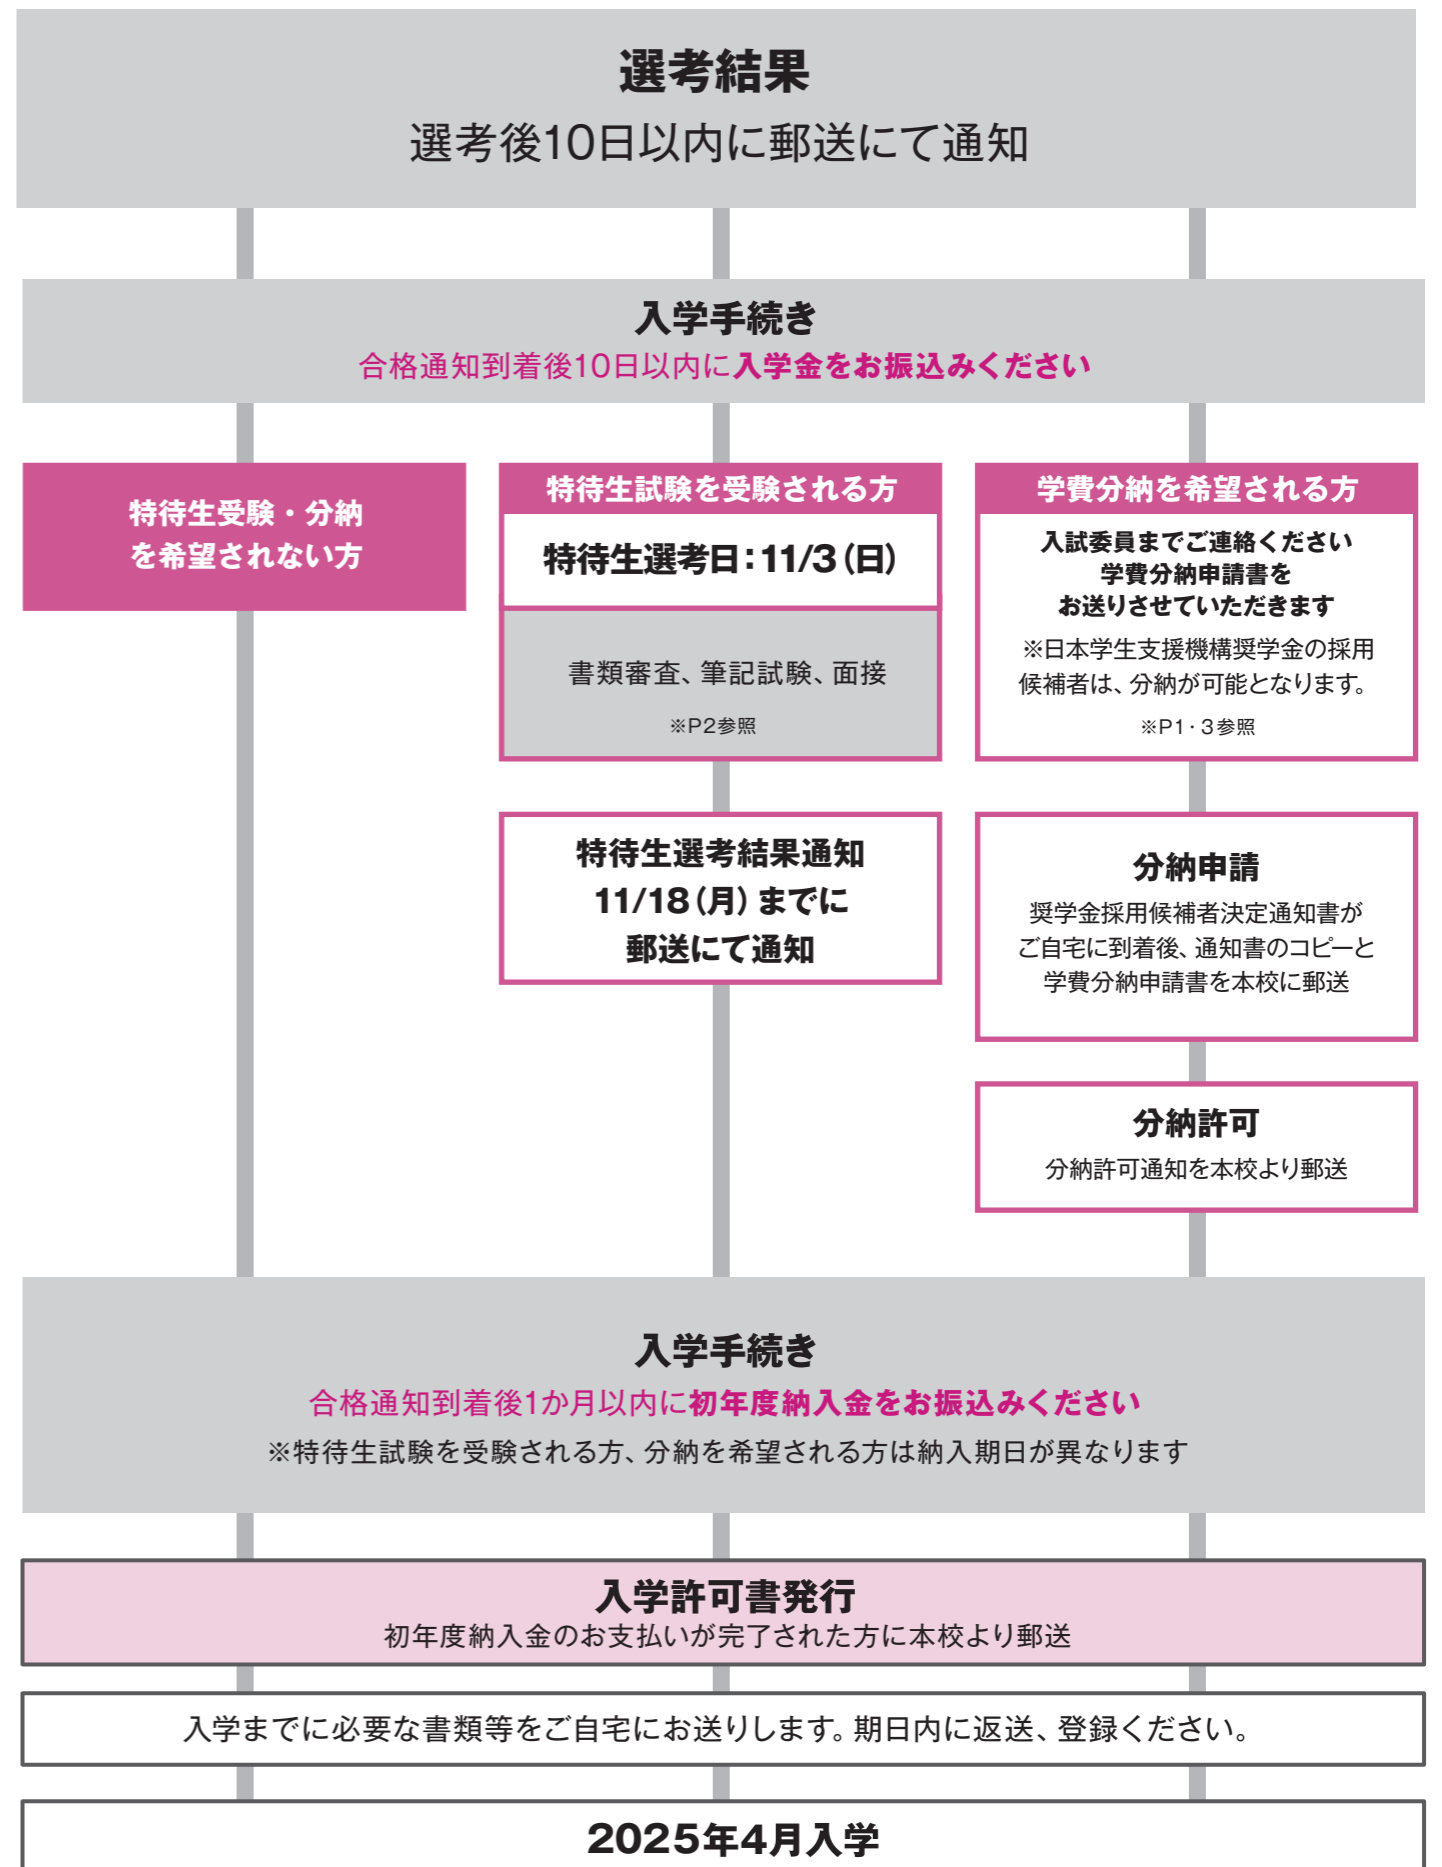 選考結果
選考後10日以内に郵送にて通知
入学手続き
合格通知到着後10日以内に入学金をお振込みください
特待生受験・分納
を希望されない方
特待生試験を受験される方
特待生選考日：11/3（日）
書類審査、筆記試験、面接
※P2参照
特待生選考結果通知
11/18（月）までに
郵送にて通知
学費分納を希望される方
入試委員までご連絡ください
学費分納申請書を
お送りさせていただきます
※日本学生支援機構奨学金の採用
候補者は、分納が可能となります。
※P1・3参照
分納申請
奨学金採用候補者決定通知書が
ご自宅に到着後、通知書のコピーと
学費分納申請書を本校に郵送
分納許可
分納許可通知を本校より郵送
入学手続き
合格通知到着後1か月以内に初年度納入金をお振込みください
※特待生試験を受験される方、分納を希望される方は納入期日が異なります
入学許可書発行
初年度納入金のお支払いが完了された方に本校より郵送
入学までに必要な書類等をご自宅にお送りします。期日内に返送、登録ください。
2025年4月入学